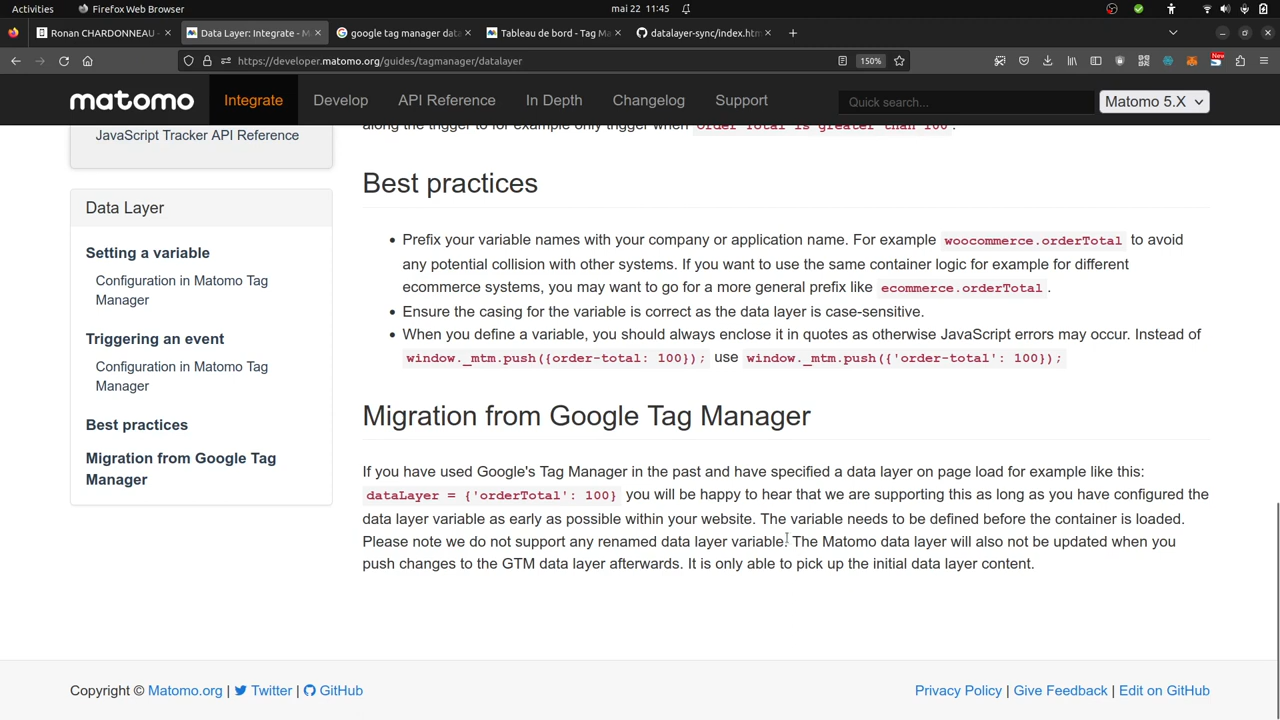 Activities
Firefox Web Browser
mai 22 11:45
Ronan CHARDONNEAU -
Data Layer: Integrate - M
google tag manager data
Tableau de bord - Tag Ma
datalayer-sync/index.htm
https://developer.matomo.org/guides/tagmanager/datalayer
150%
New
matomo
Integrate
Develop
API Reference
In Depth
Changelog
Support
Quick search...
Matomo 5.X
JavaScript Tracker API Reference
Data Layer
Setting a variable
Configuration in Matomo Tag
Manager
Triggering an event
Configuration in Matomo Tag
Manager
Best practices
Migration from Google Tag
Manager
along the trigger to for example only trigger when Order Total is greater than 100 .
Best practices
• Prefix your variable names with your company or application name. For example woocommerce.orderTotal to avoid
any potential collision with other systems. If you want to use the same container logic for example for different
ecommerce systems, you may want to go for a more general prefix like ecommerce.orderTotal .
• Ensure the casing for the variable is correct as the data layer is case-sensitive.
• When you define a variable, you should always enclose it in quotes as otherwise JavaScript errors may occur. Instead of
window._mtm.push({order-total: 100}); use window._mtm.push({'order-total': 100});
Migration from Google Tag Manager
If you have used Google's Tag Manager in the past and have specified a data layer on page load for example like this:
dataLayer = {'orderTotal': 100} you will be happy to hear that we are supporting this as long as you have configured the
data layer variable as early as possible within your website. The variable needs to be defined before the container is loaded.
Please note we do not support any renamed data layer variable. The Matomo data layer will also not be updated when you
push changes to the GTM data layer afterwards. It is only able to pick up the initial data layer content.
Copyright © Matomo.org | Twitter | GitHub
Privacy Policy | Give Feedback | Edit on GitHub